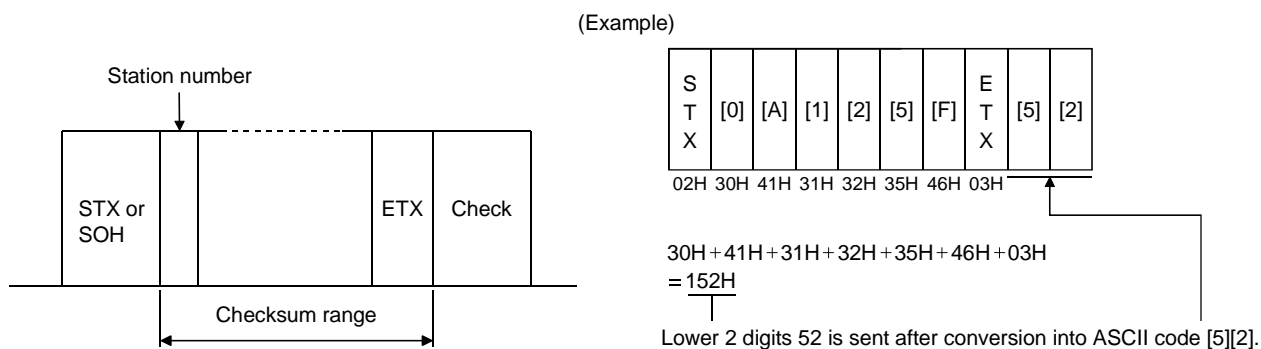 (Example)
Station number
STX or
SOH
ETX
Check
Checksum range
S
T
X
[0] [A] [1] [2] [5] [F]
E
T
X
[5] [2]
02H 30H 41H 31H 32H 35H 46H 03H
30H+41H+31H+32H+35H+46H+03H
=152H
Lower 2 digits 52 is sent after conversion into ASCII code [5][2].